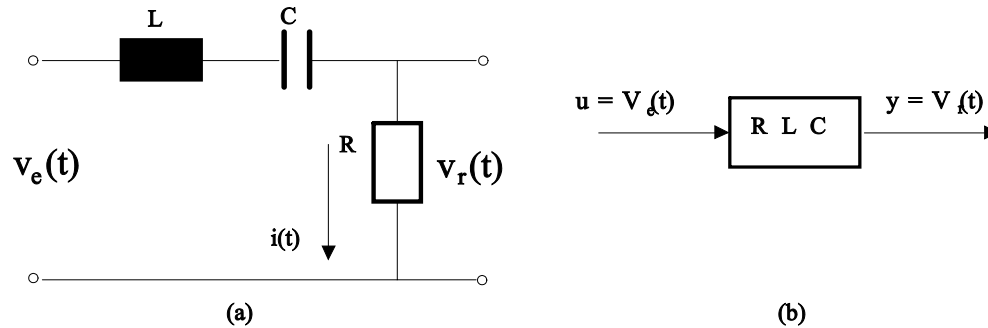 L
C
R
vₑ(t)
vᵣ(t)
i(t)
(a)
u = Vₑ(t)
R L C
y = Vᵣ(t)
(b)